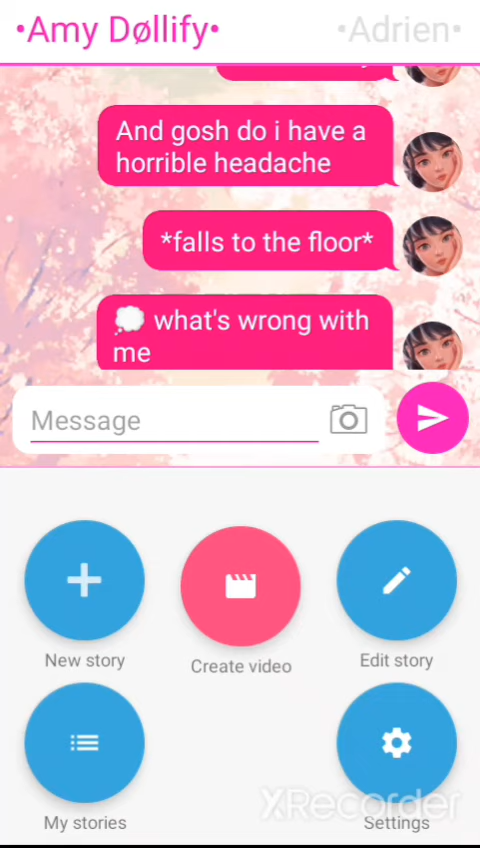 •Amy Døllify• •Adrien•
And gosh do i have a
horrible headache
*falls to the floor*
💭 what's wrong with
me
Message
New story
Create video
Edit story
My stories
Settings
XRecorder